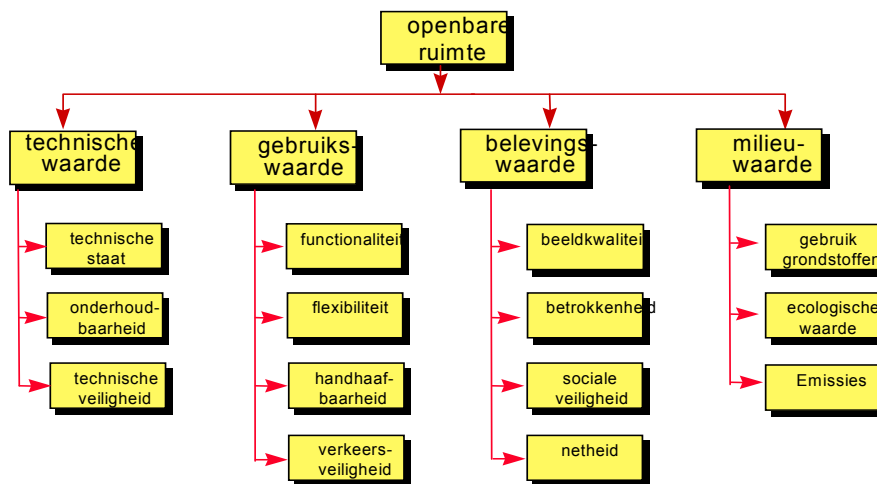 openbare
ruimte
technische
waarde
gebruiks-
waarde
belevings-
waarde
milieu-
waarde
technische
staat
onderhoud-
baarheid
technische
veiligheid
functionaliteit
flexibiliteit
handhaaf-
baarheid
verkeers-
veiligheid
beeldkwaliteit
betrokkenheid
sociale
veiligheid
netheid
gebruik
grondstoffen
ecologische
waarde
Emissies